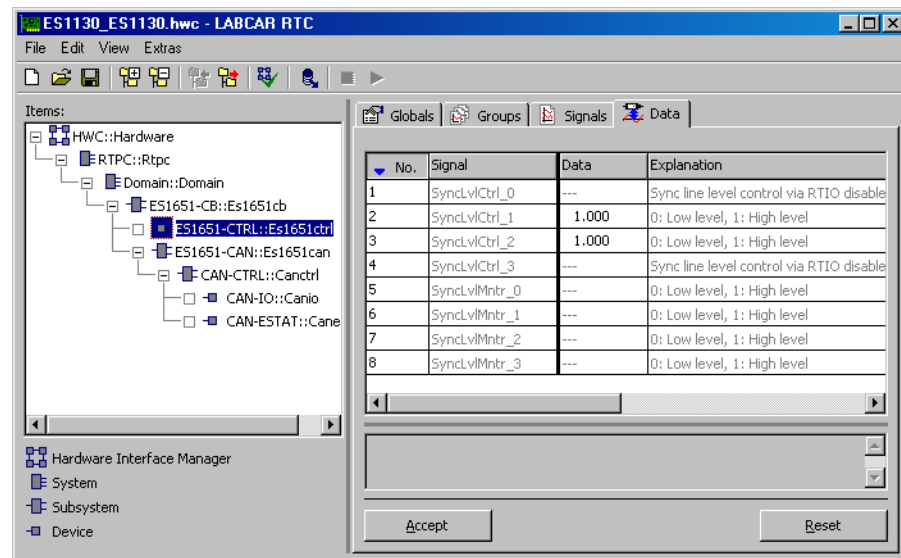 ES1130_ES1130.hwc - LABCAR RTC
File Edit View Extras
Items:
HWC::Hardware
RTPC::Rtpc
Domain::Domain
ES1651-CB::Es1651cb
ES1651-CTRL::Es1651ctrl
ES1651-CAN::Es1651can
CAN-CTRL::Canctrl
CAN-IO::Canio
CAN-ESTAT::Cane
Hardware Interface Manager
System
Subsystem
Device
Globals Groups Signals Data
No. Signal Data Explanation
1 SyncLvlCtrl_0 --- Sync line level control via RTIO disable
2 SyncLvlCtrl_1 1.000 0: Low level, 1: High level
3 SyncLvlCtrl_2 1.000 0: Low level, 1: High level
4 SyncLvlCtrl_3 --- Sync line level control via RTIO disable
5 SyncLvlMntr_0 --- 0: Low level, 1: High level
6 SyncLvlMntr_1 --- 0: Low level, 1: High level
7 SyncLvlMntr_2 --- 0: Low level, 1: High level
8 SyncLvlMntr_3 --- 0: Low level, 1: High level
Accept Reset